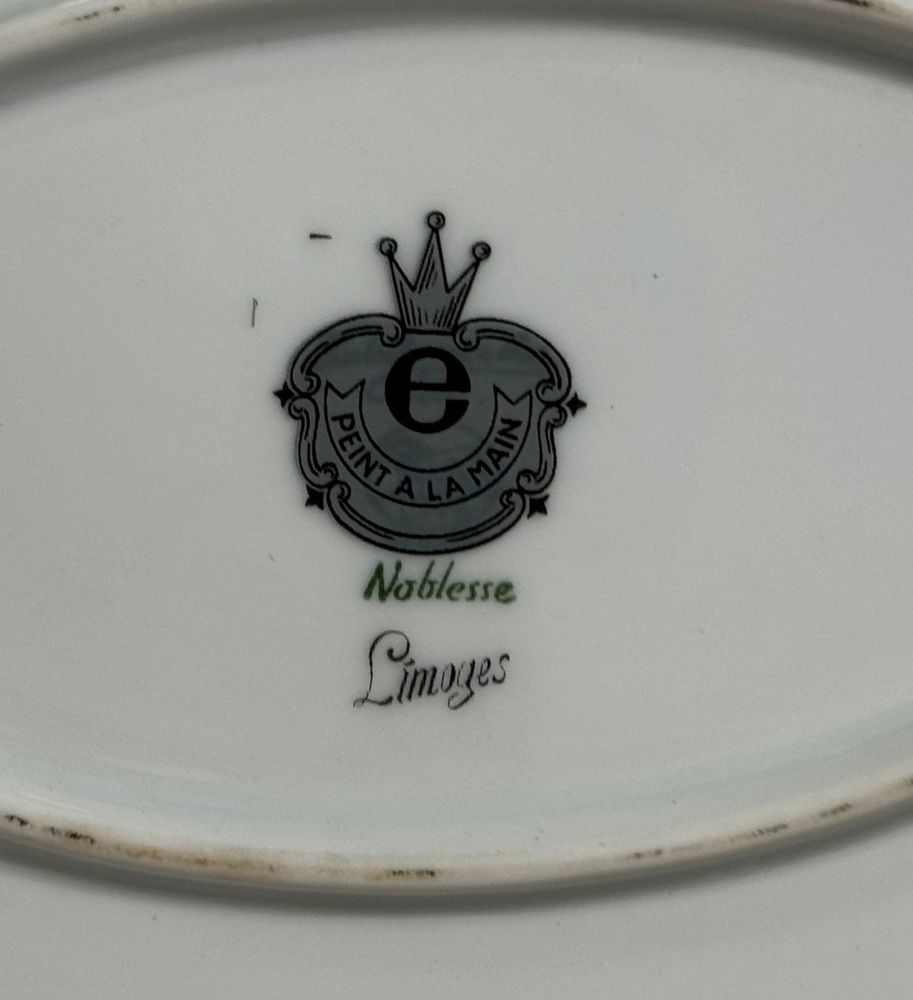 e
PEINT A LA MAIN
Noblesse
Limoges